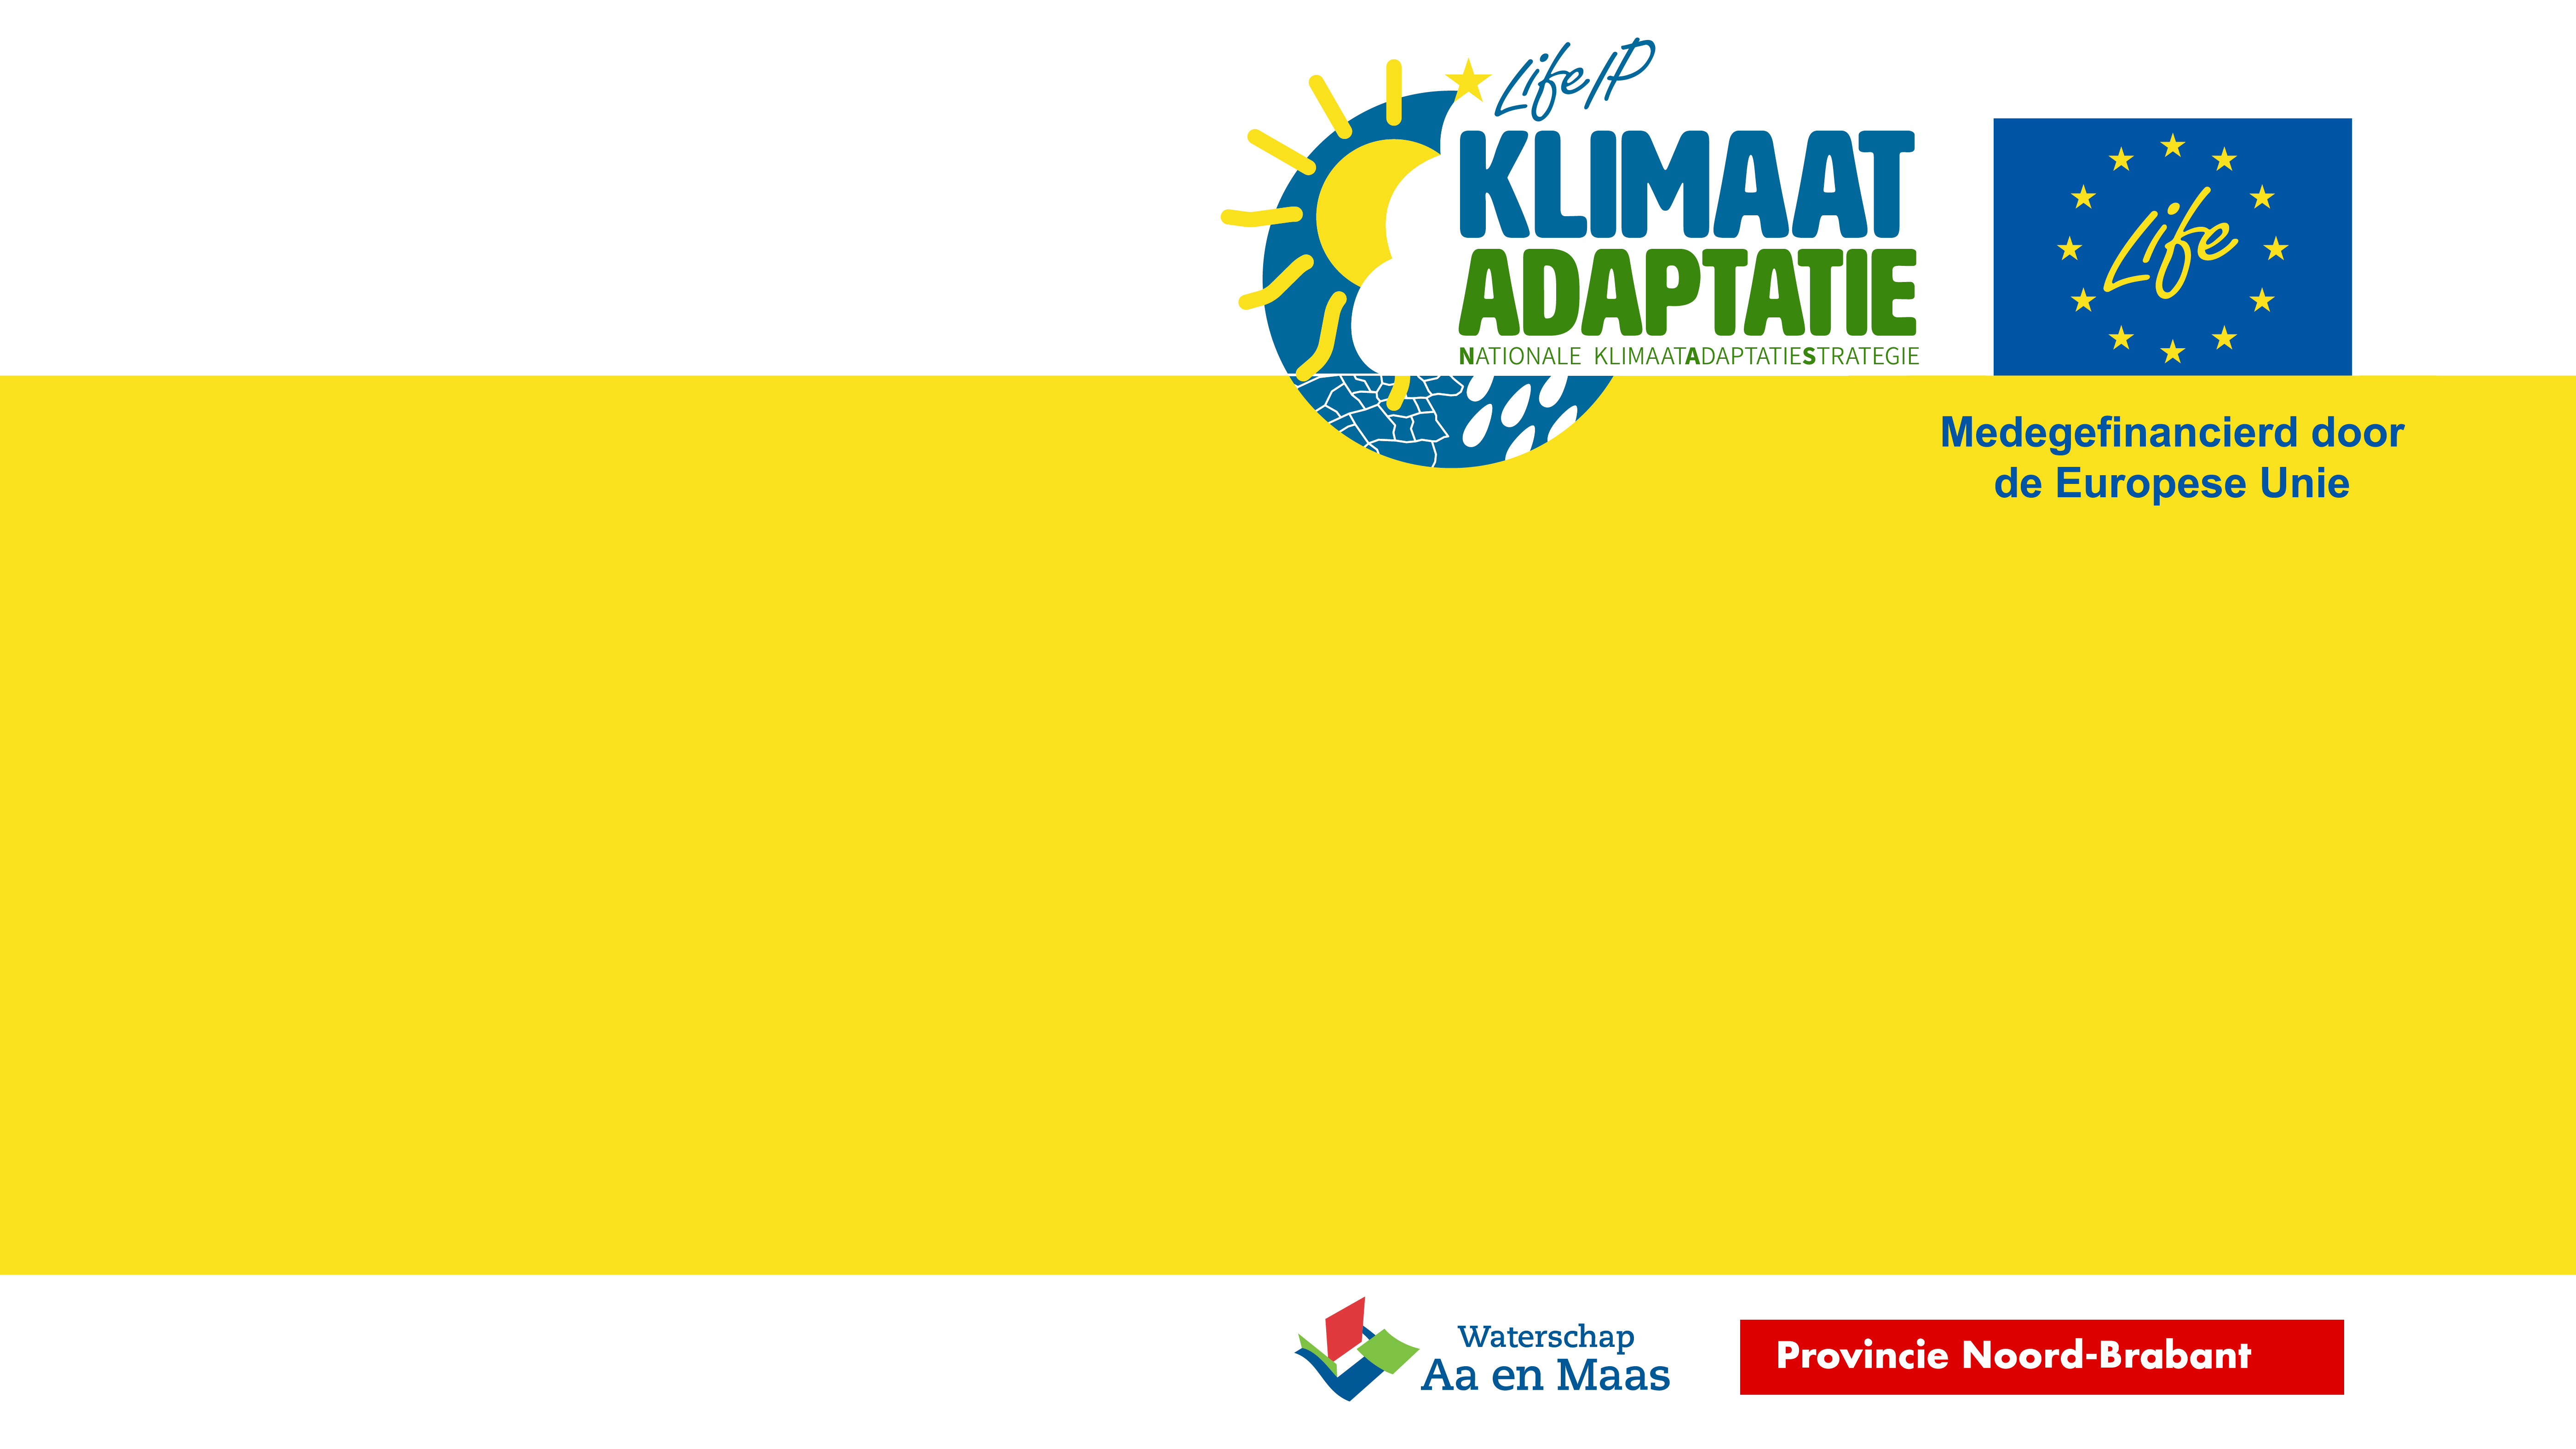 Life IP
KLIMAAT
ADAPTATIE
NATIONALE KLIMAATADAPTATIESTRATEGIE
Life
Medegefinancierd door
de Europese Unie
Waterschap
Aa en Maas
Provincie Noord-Brabant